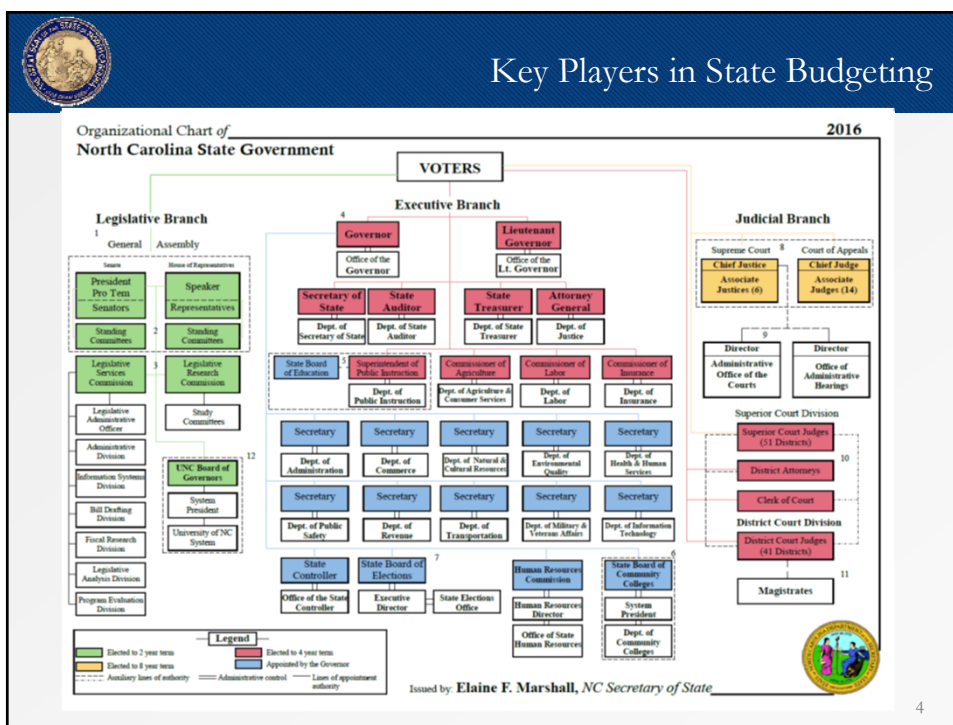 Key Players in State Budgeting
Organizational Chart of
2016
North Carolina State Government
VOTERS
Legislative Branch
1
General Assembly
Senate
House of Representatives
President
Pro Tem
Senators
Speaker
Representatives
Standing
Committees
2
Standing
Committees
Legislative
Services
Commission
3
Legislative
Research
Commission
Legislative
Administrative
Officer
Study
Committees
Administrative
Division
Information Systems
Division
Bill Drafting
Division
Fiscal Research
Division
Legislative
Analysis Division
Program Evaluation
Division
12
UNC Board of
Governors
System
President
University of NC
System
Executive Branch
4
Governor
Office of the
Governor
Lieutenant
Governor
Office of the
Lt. Governor
Secretary of
State
Dept. of
Secretary of State
State
Auditor
Dept. of State
Auditor
State
Treasurer
Dept. of State
Treasurer
Attorney
General
Dept. of
Justice
State Board
of Education
5
Superintendent of
Public Instruction
Dept. of
Public Instruction
Commissioner of
Agriculture
Dept. of Agriculture &
Consumer Services
Commissioner of
Labor
Dept. of
Labor
Commissioner of
Insurance
Dept. of
Insurance
Secretary
Dept. of
Administration
Secretary
Dept. of
Commerce
Secretary
Dept. of Natural &
Cultural Resources
Secretary
Dept. of
Environmental
Quality
Secretary
Dept. of
Health & Human
Services
Secretary
Dept. of Public
Safety
Secretary
Dept. of
Revenue
Secretary
Dept. of
Transportation
Secretary
Dept. of Military &
Veterans Affairs
Secretary
Dept. of Information
Technology
State
Controller
Office of the State
Controller
State Board of
Elections
7
Executive
Director
State Elections
Office
Human Resources
Commission
Human Resources
Director
Office of State
Human Resources
6
State Board of
Community
Colleges
System
President
Dept. of
Community
Colleges
Judicial Branch
Supreme Court
8
Court of Appeals
Chief Justice
Associate
Justices (6)
Chief Judge
Associate
Judges (14)
9
Director
Administrative
Office of the
Courts
Director
Office of
Administrative
Hearings
Superior Court Division
Superior Court Judges
(51 Districts)
10
District Attorneys
Clerk of Court
District Court Division
District Court Judges
(41 Districts)
11
Magistrates
Legend
Elected to 2 year term
Elected to 4 year term
Elected to 8 year term
Appointed by the Governor
Auxiliary lines of authority
Administrative control
Lines of appointment
authority
Issued by: Elaine F. Marshall, NC Secretary of State
4